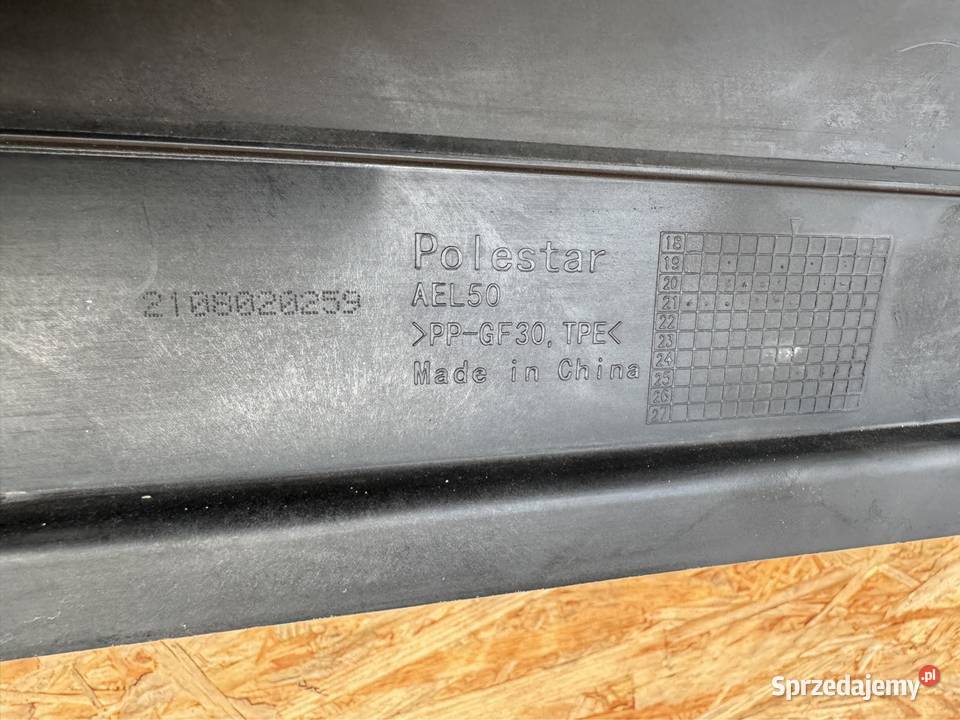 2108020259
Polestar
AEL50
>PP-GF30, TPE<
Made in China
18
19
20
21
22
23
24
25
26
27
Sprzedajemy.pl